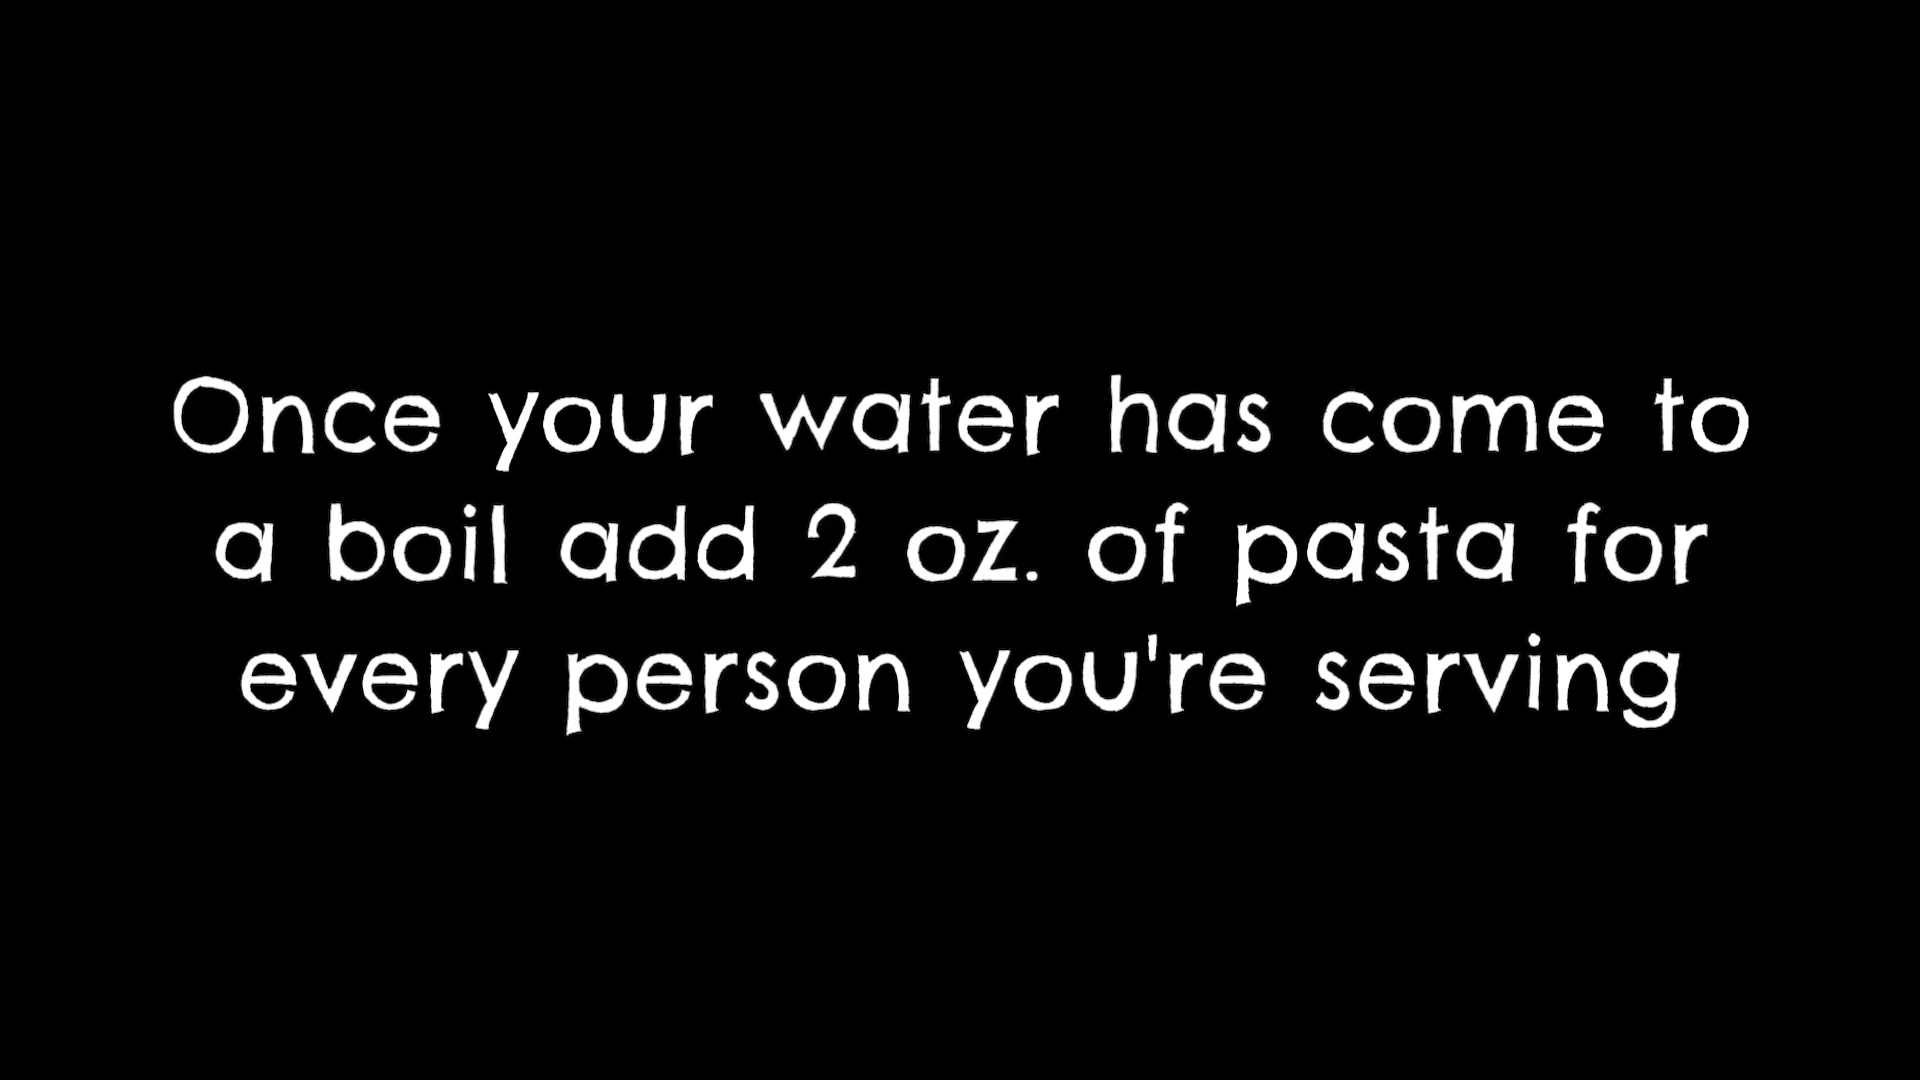 Once your water has come to
a boil add 2 oz. of pasta for
every person you're serving